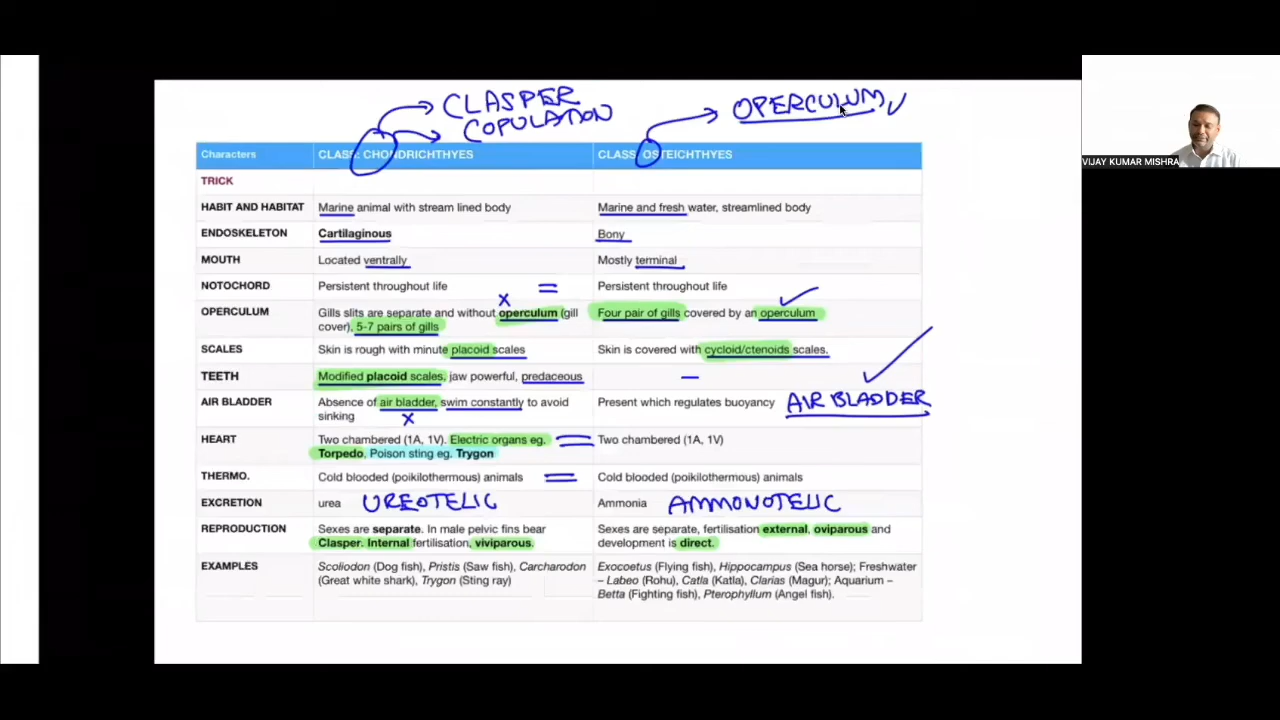 CLASPER
COPULATION
OPERCULUM
VIJAY KUMAR MISHRA
Characters CLASS: CHONDRICHTHYES CLASS OSTEICHTHYES
TRICK
HABIT AND HABITAT Marine animal with stream lined body Marine and fresh water, streamlined body
ENDOSKELETON Cartilaginous Bony
MOUTH Located ventrally Mostly terminal
NOTOCHORD Persistent throughout life = Persistent throughout life
x
OPERCULUM Gills slits are separate and without operculum (gill Four pair of gills covered by an operculum
cover), 5-7 pairs of gills
SCALES Skin is rough with minute placoid scales Skin is covered with cycloid/ctenoids scales.
TEETH Modified placoid scales, jaw powerful, predaceous –
AIR BLADDER Absence of air bladder, swim constantly to avoid Present which regulates buoyancy AIR BLADDER
sinking
x
HEART Two chambered (1A, 1V). Electric organs eg. = Two chambered (1A, 1V)
Torpedo, Poison sting eg. Trygon
THERMO. Cold blooded (poikilothermous) animals = Cold blooded (poikilothermous) animals
EXCRETION urea UREOTELIC Ammonia AMMONOTELIC
REPRODUCTION Sexes are separate. In male pelvic fins bear Sexes are separate, fertilisation external, oviparous and
Clasper. Internal fertilisation, viviparous. development is direct.
EXAMPLES Scoliodon (Dog fish), Pristis (Saw fish), Carcharodon Exocoetus (Flying fish), Hippocampus (Sea horse); Freshwater
(Great white shark), Trygon (Sting ray) – Labeo (Rohu), Catla (Katla), Clarias (Magur); Aquarium –
Betta (Fighting fish), Pterophyllum (Angel fish).